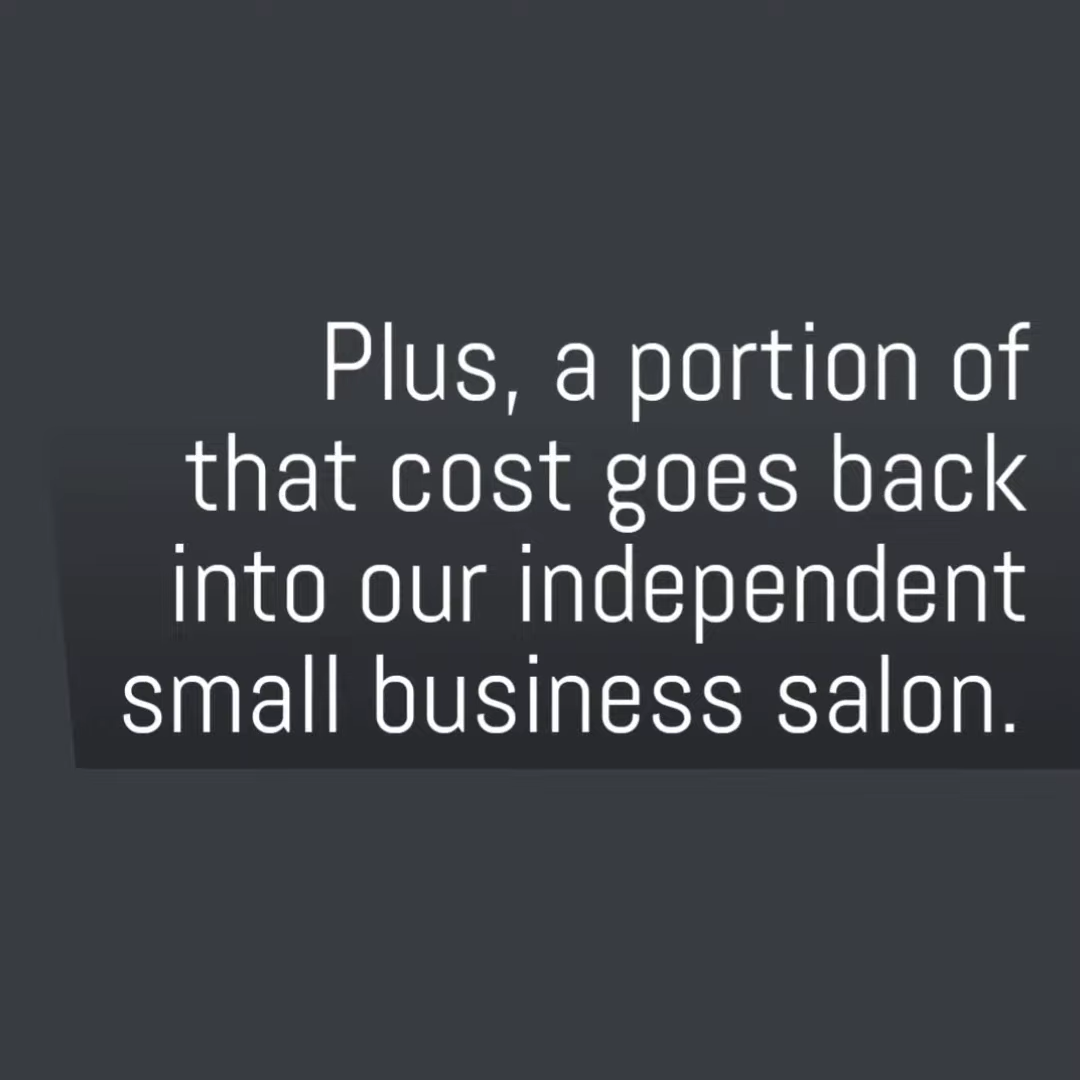 Plus, a portion of
that cost goes back
into our independent
small business salon.